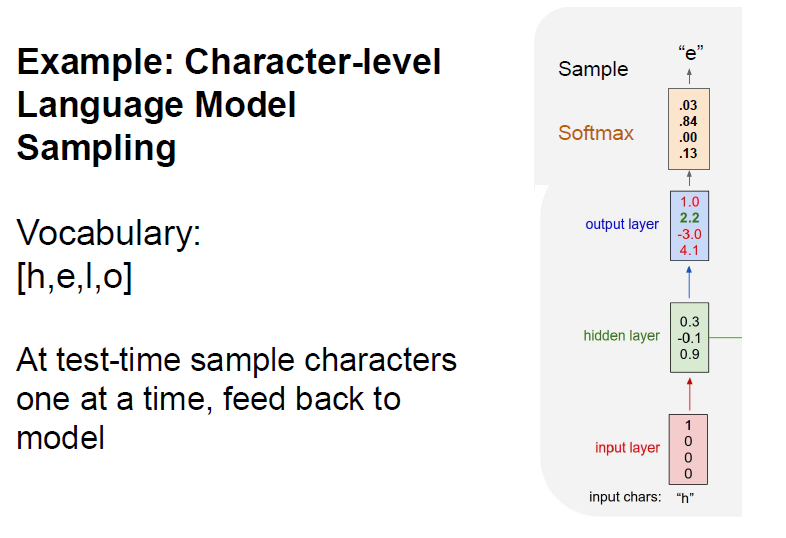 Example: Character-level
Language Model
Sampling
Vocabulary:
[h,e,l,o]
At test-time sample characters
one at a time, feed back to
model
“e”
Sample
.03
.84
.00
.13
Softmax
1.0
2.2
-3.0
4.1
output layer
0.3
-0.1
0.9
hidden layer
1
0
0
0
input layer
input chars: “h”